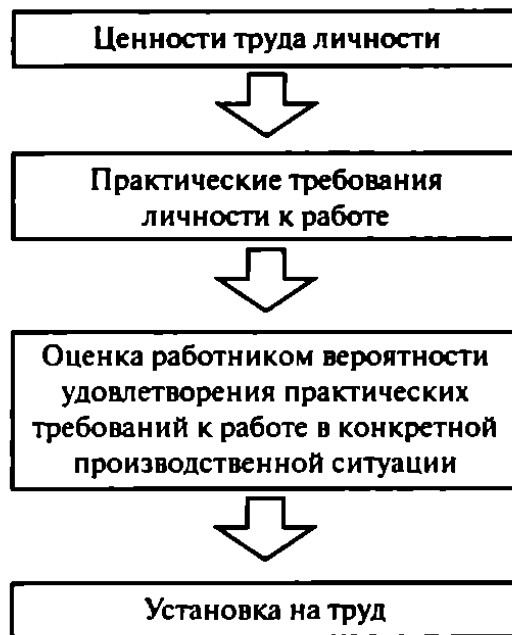 Ценности труда личности
Практические требования
личности к работе
Оценка работником вероятности
удовлетворения практических
требований к работе в конкретной
производственной ситуации
Установка на труд